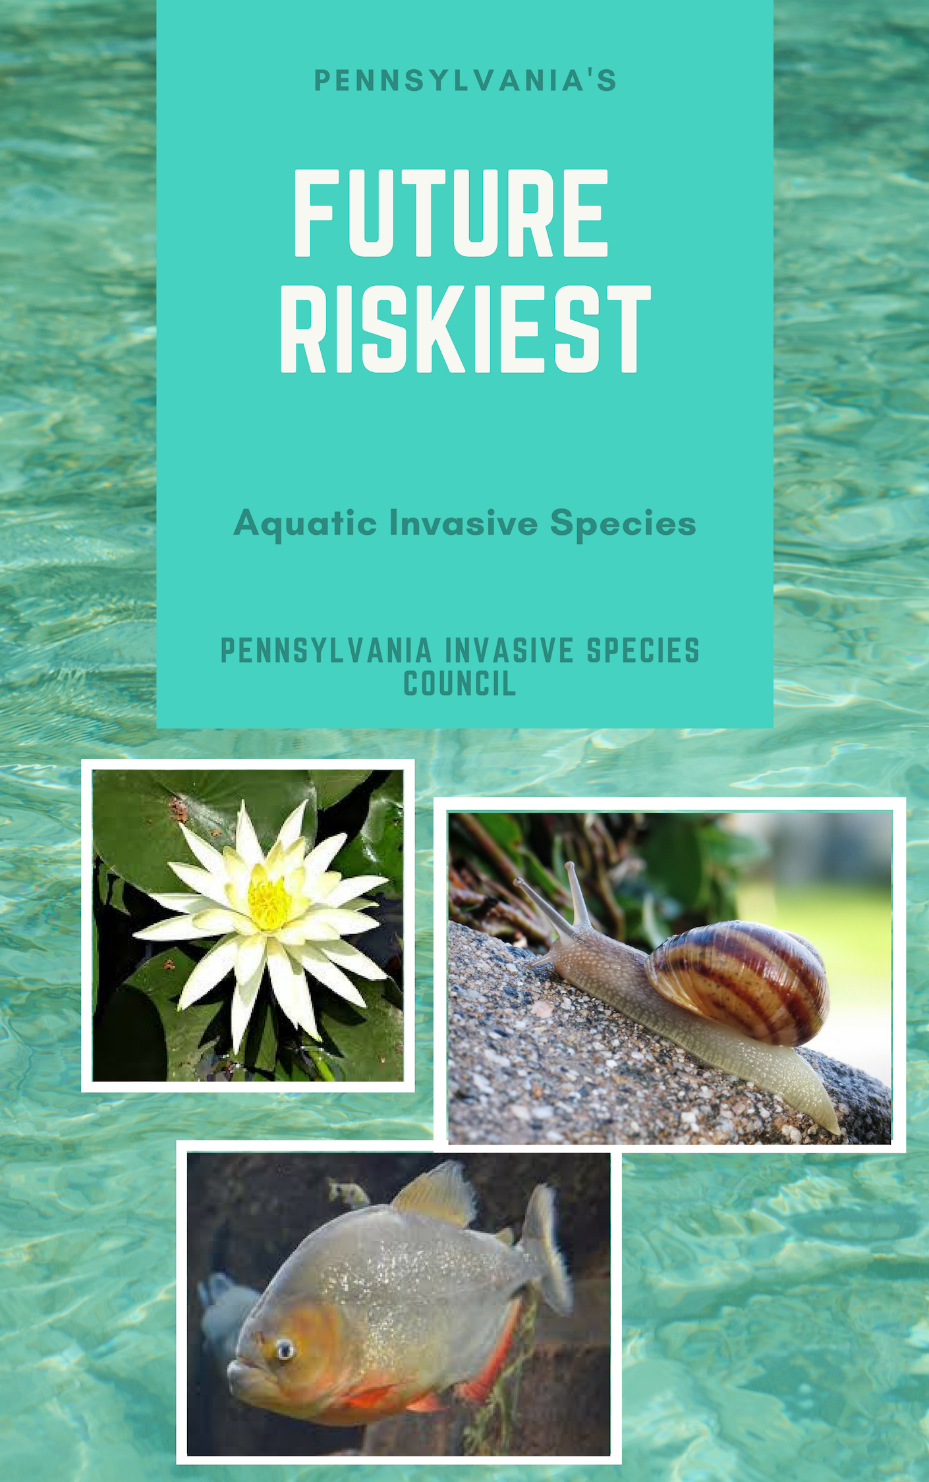 PENNSYLVANIA'S
FUTURE
RISKIEST
Aquatic Invasive Species
PENNSYLVANIA INVASIVE SPECIES
COUNCIL